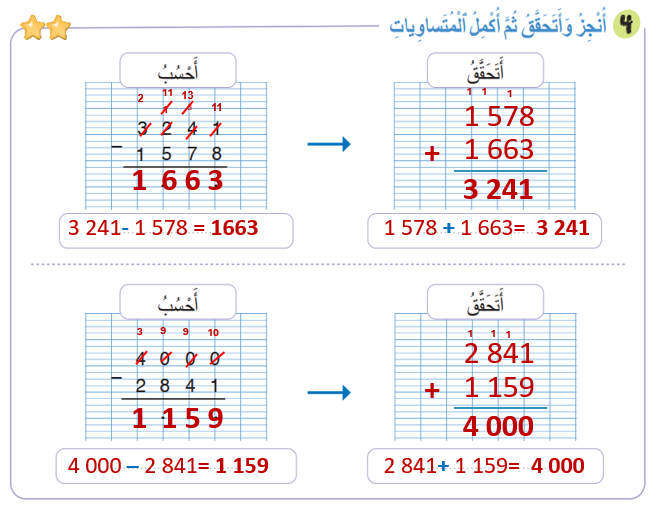 4 أُنْجِزُ وَأَتَحَقَّقُ ثُمَّ أُكْمِلُ ٱلْمُتَساوِياتِ
أَحْسُبُ
2 11 13 11
3 2 4 1
− 1 5 7 8
1 6 6 3
3 241 - 1 578 = 1663
أَتَحَقَّقُ
1 1 1
1 578
+ 1 663
3 241
1 578 + 1 663= 3 241
أَحْسُبُ
3 9 9 10
4 0 0 0
− 2 8 4 1
1 1 5 9
4 000 – 2 841= 1 159
أَتَحَقَّقُ
1 1 1
2 841
+ 1 159
4 000
2 841+ 1 159= 4 000